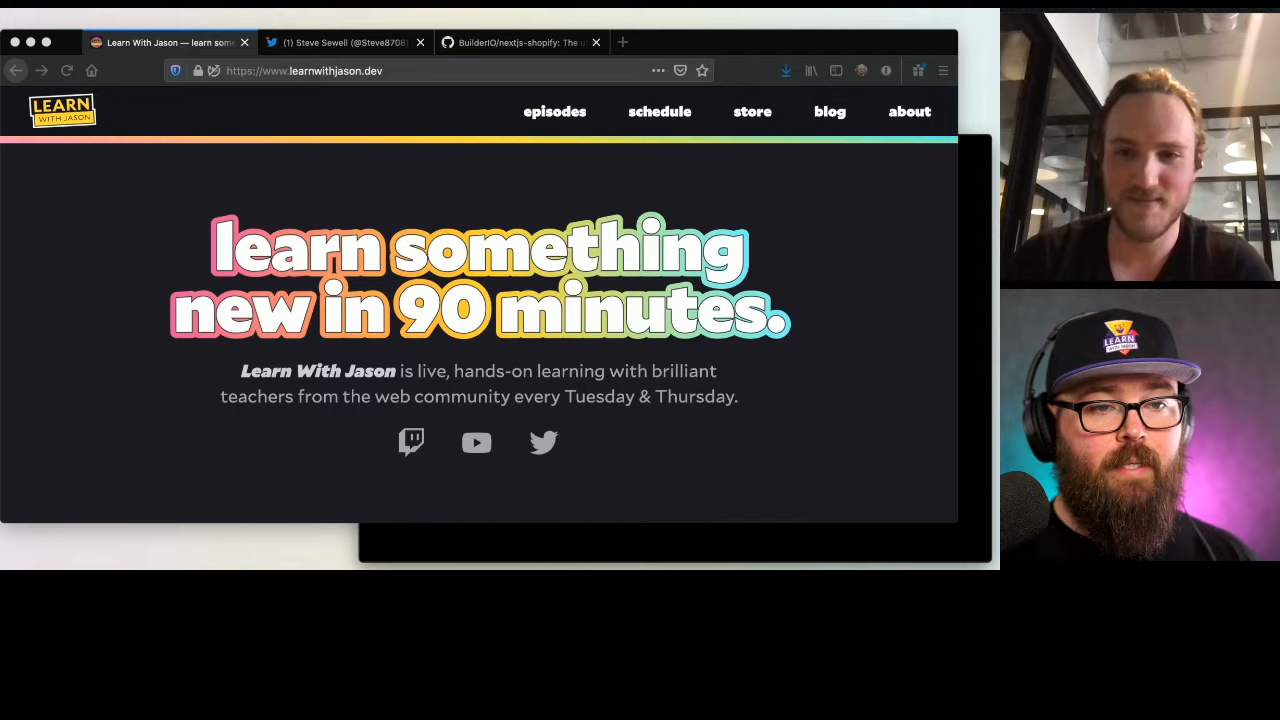 Learn With Jason — learn som
(1) Steve Sewell (@Steve8708)
BuilderIO/nextjs-shopify: The u
https://www.learnwithjason.dev
LEARN
WITH JASON
episodes
schedule
store
blog
about
learn something
new in 90 minutes.
Learn With Jason is live, hands-on learning with brilliant
teachers from the web community every Tuesday & Thursday.
LEARN
WITH JASON